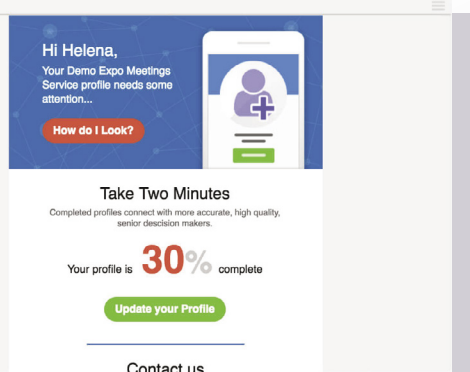 Hi Helena,
Your Demo Expo Meetings
Service profile needs some
attention...
How do I Look?
Take Two Minutes
Completed profiles connect with more accurate, high quality,
senior descision makers.
Your profile is 30% complete
Update your Profile
Contact us